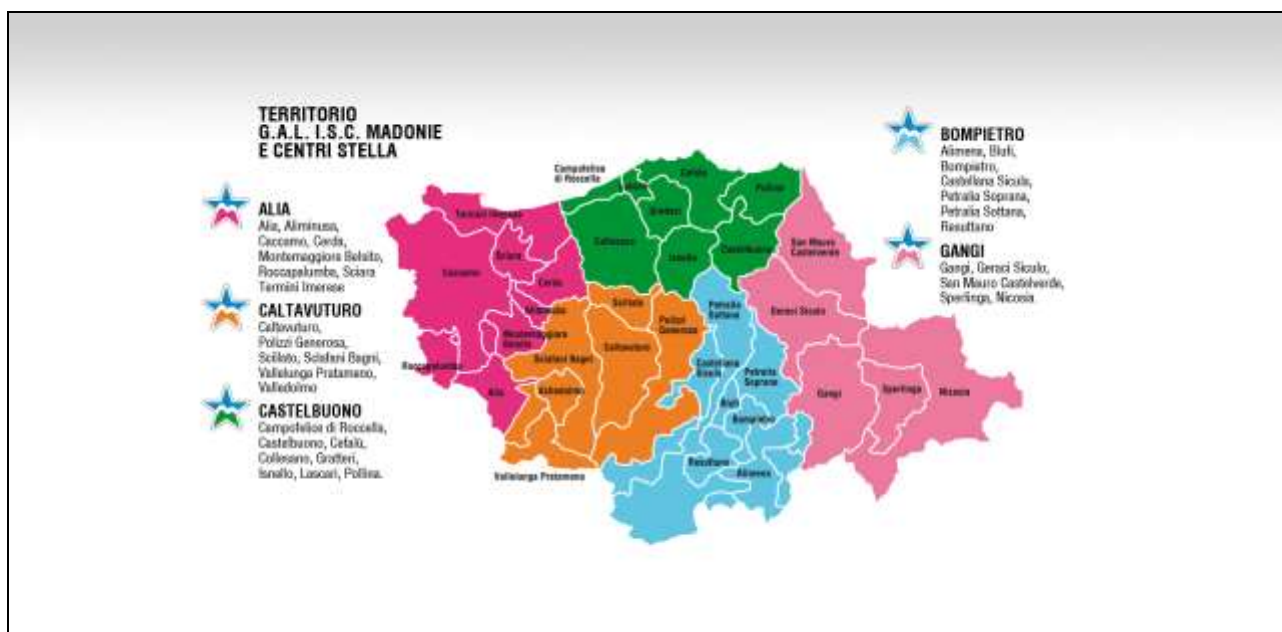 TERRITORIO
G.A.L. I.S.C. MADONIE
E CENTRI STELLA
ALIA
Alia, Aliminusa,
Caccamo, Cerda,
Montemaggiore Belsito,
Roccapalumba, Sciara
Termini Imerese
CALTAVUTURO
Caltavuturo,
Polizzi Generosa,
Scillato, Sclafani Bagni,
Vallelunga Pratameno,
Valledolmo
CASTELBUONO
Campofelice di Roccella,
Castelbuono, Cefalù,
Collesano, Gratteri,
Isnello, Lascari, Pollina.
BOMPIETRO
Alimena, Blufi,
Bompietro,
Castellana Sicula,
Petralia Soprana,
Petralia Sottana,
Resuttano
GANGI
Gangi, Geraci Siculo,
San Mauro Castelverde,
Sperlinga, Nicosia.
Campofelice
di Roccella
Lascari
Cefalù
Pollina
Gratteri
Collesano
Isnello
Castelbuono
Termini Imerese
Sciara
Caccamo
Cerda
Aliminusa
Montemaggiore
Belsito
Roccapalumba
Alia
Scillato
Polizzi
Generosa
Caltavuturo
Sclafani Bagni
Valledolmo
Vallelunga Pratameno
Petralia
Sottana
Castellana
Sicula
Petralia
Soprana
Blufi
Bompietro
Resuttano
Alimena
San Mauro
Castelverde
Geraci Siculo
Gangi
Sperlinga
Nicosia